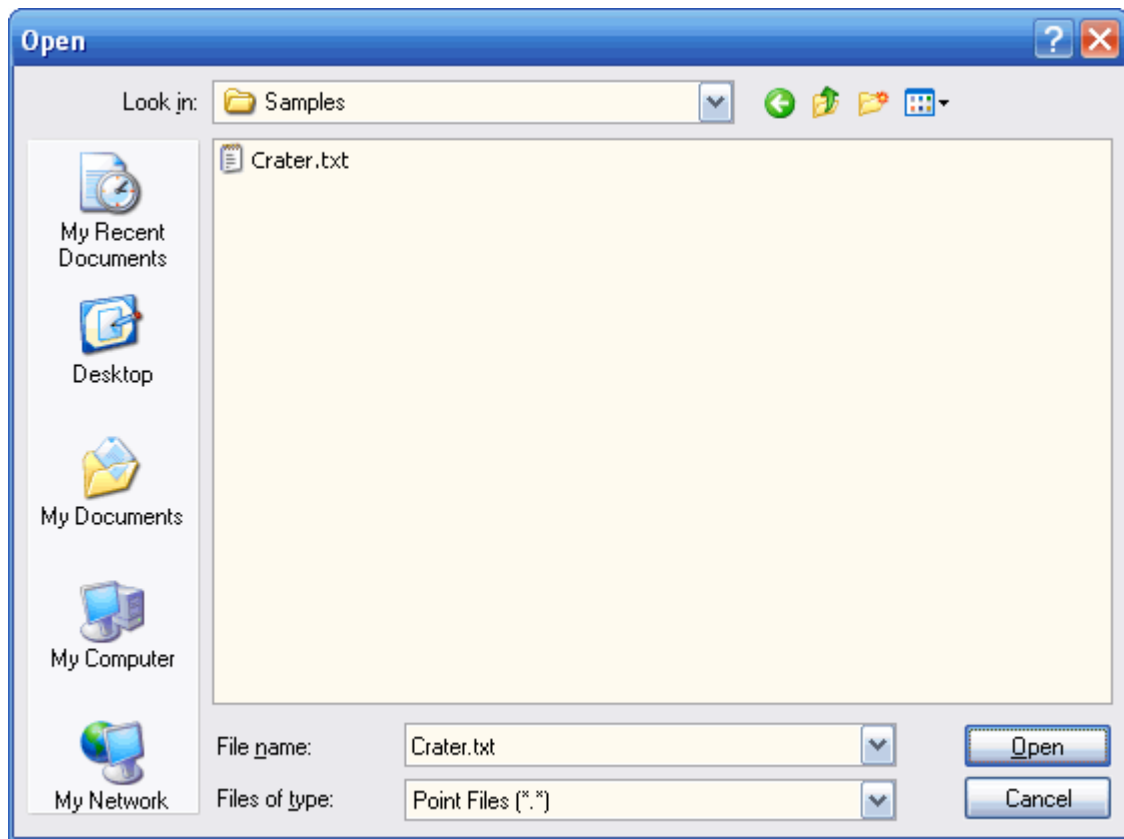 Open
Look in:
Samples
Crater.txt
My Recent
Documents
Desktop
My Documents
My Computer
My Network
File name:
Crater.txt
Open
Files of type:
Point Files (*.*)
Cancel